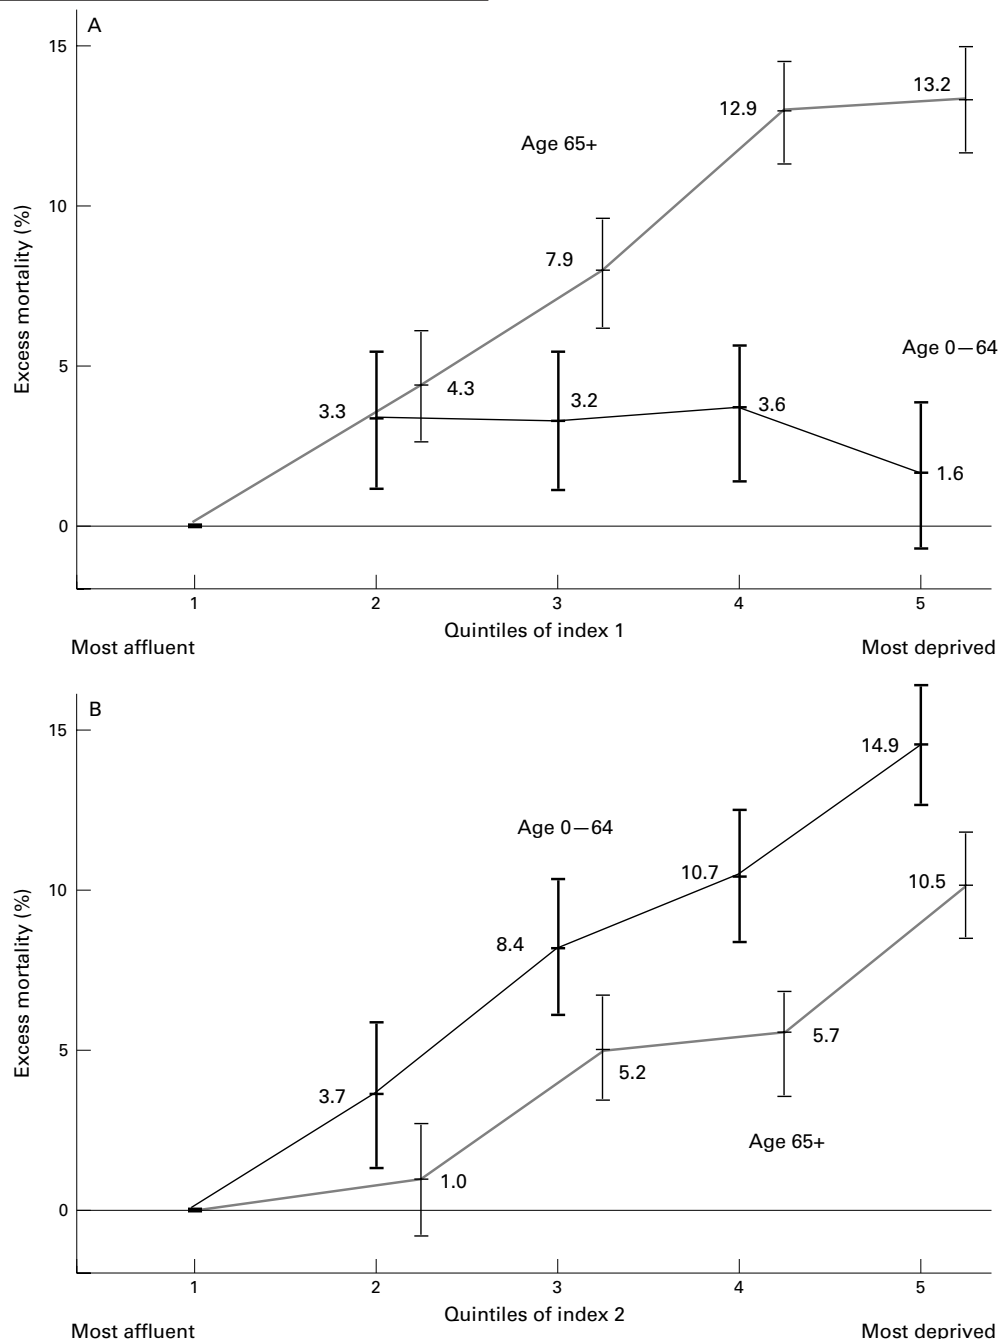 A
15
13.2
12.9
Age 65+
10
7.9
Excess mortality (%)
Age 0—64
5
4.3
3.3
3.2
3.6
1.6
0
1
2
3
4
5
Quintiles of index 1
Most affluent
Most deprived
B
15
14.9
Age 0—64
10.7
10.5
10
8.4
Excess mortality (%)
5
5.7
5.2
3.7
Age 65+
1.0
0
1
2
3
4
5
Quintiles of index 2
Most affluent
Most deprived